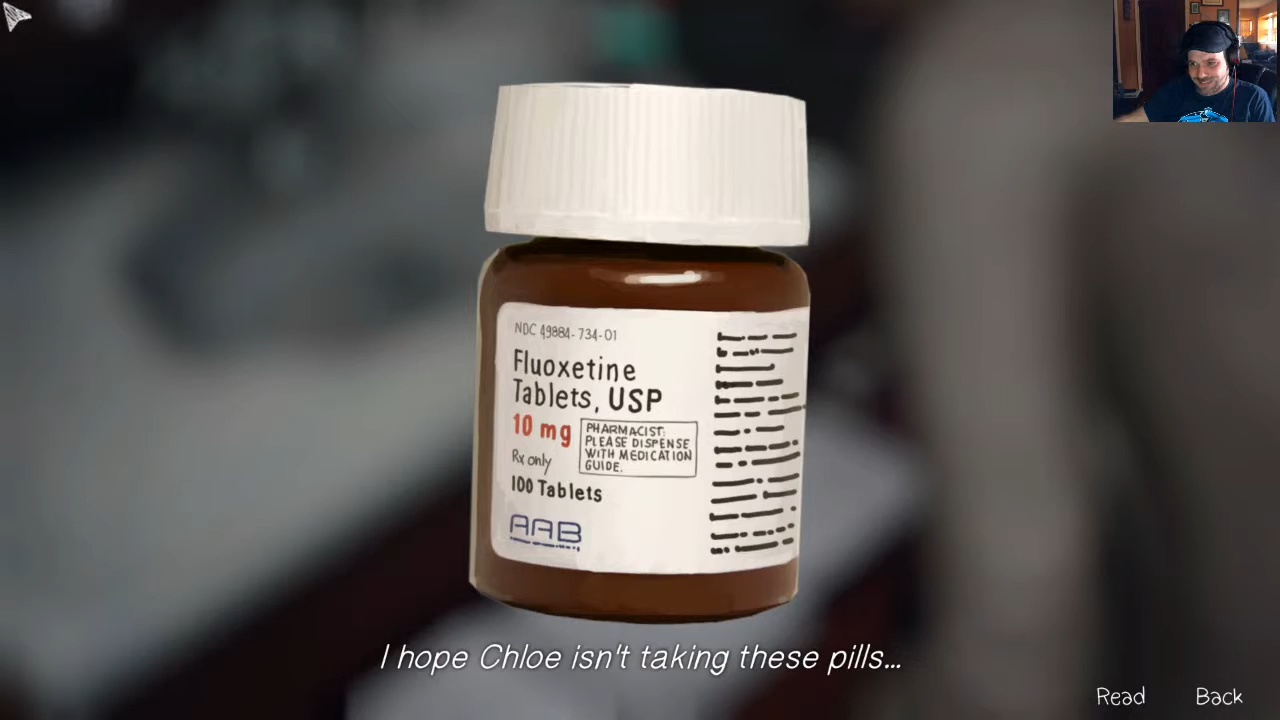 NDC 49884-734-01
Fluoxetine
Tablets, USP
10 mg
PHARMACIST:
PLEASE DISPENSE
WITH MEDICATION
GUIDE.
Rx only
100 Tablets
AAB
I hope Chloe isn't taking these pills...
Read Back